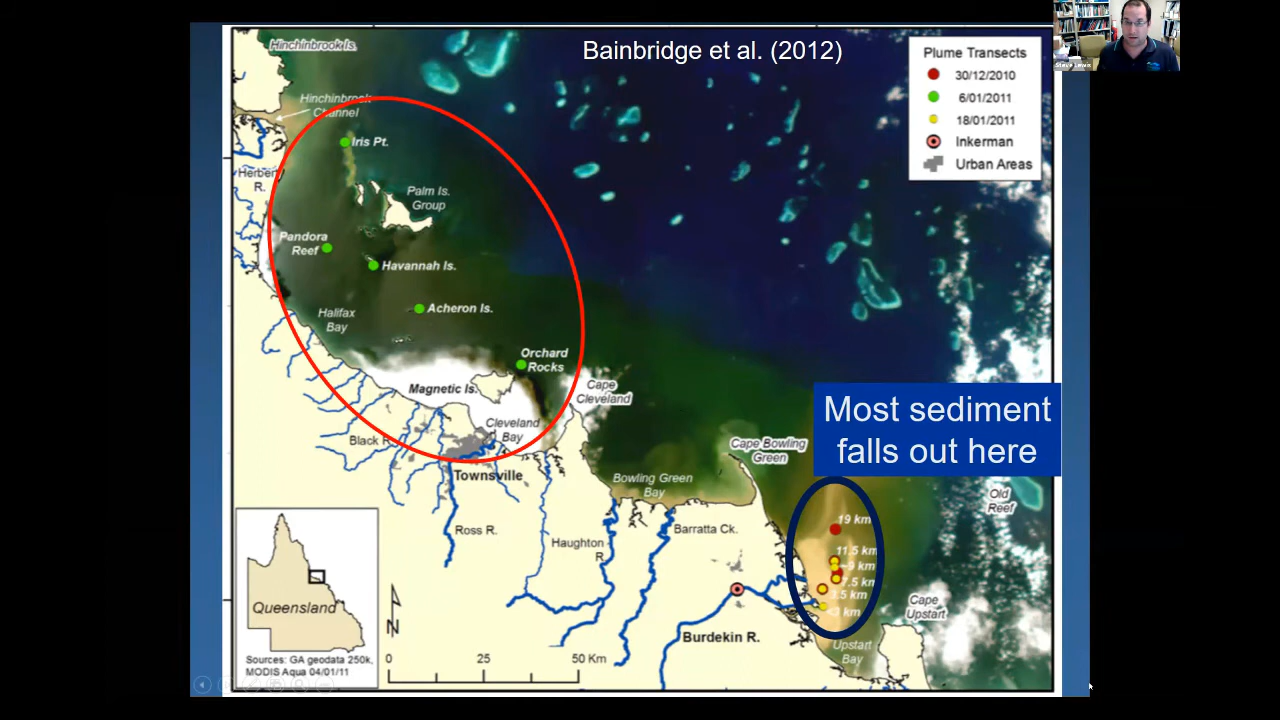 Bainbridge et al. (2012)
Steve Lewis
Hinchinbrook Is.
Plume Transects
30/12/2010
6/01/2011
18/01/2011
Inkerman
Urban Areas
Hinchinbrook
Channel
Iris Pt.
Herbert
R.
Palm Is.
Group
Pandora
Reef
Havannah Is.
Acheron Is.
Halifax
Bay
Orchard
Rocks
Magnetic Is.
Cape
Cleveland
Cleveland
Bay
Black R.
Townsville
Most sediment
falls out here
Cape Bowling
Green
Bowling Green
Bay
Old
Reef
Ross R.
Haughton
R.
Barratta Ck.
19 km
11.5 km
~9 km
7.5 km
3.5 km
<3 km
Cape
Upstart
Burdekin R.
Upstart
Bay
Queensland
Sources: GA geodata 250k,
MODIS Aqua 04/01/11
N
0 25 50 Km